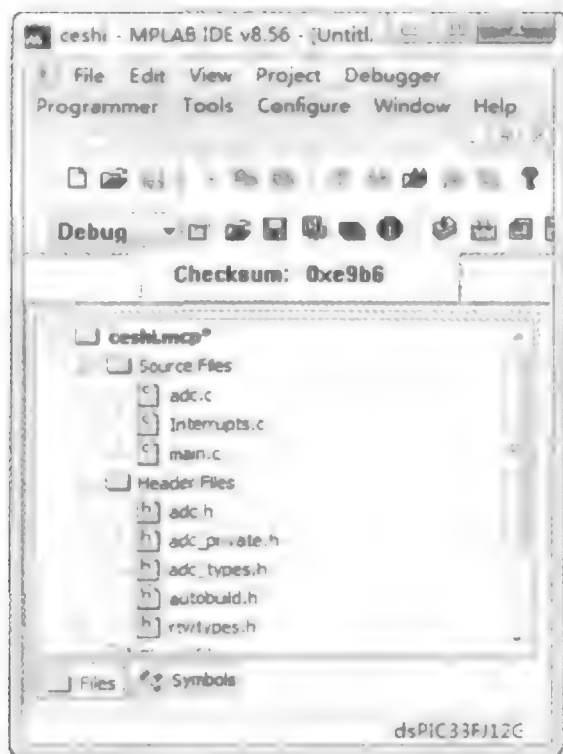 ceshi - MPLAB IDE v8.56 - [Untitl.
File Edit View Project Debugger
Programmer Tools Configure Window Help
Debug
Checksum: 0xe9b6
ceshi.mcp*
Source Files
c adc.c
c Interrupts.c
c main.c
Header Files
h adc.h
h adc_private.h
h adc_types.h
h autobuild.h
h rtwtypes.h
Files Symbols
dsPIC33FJ12G